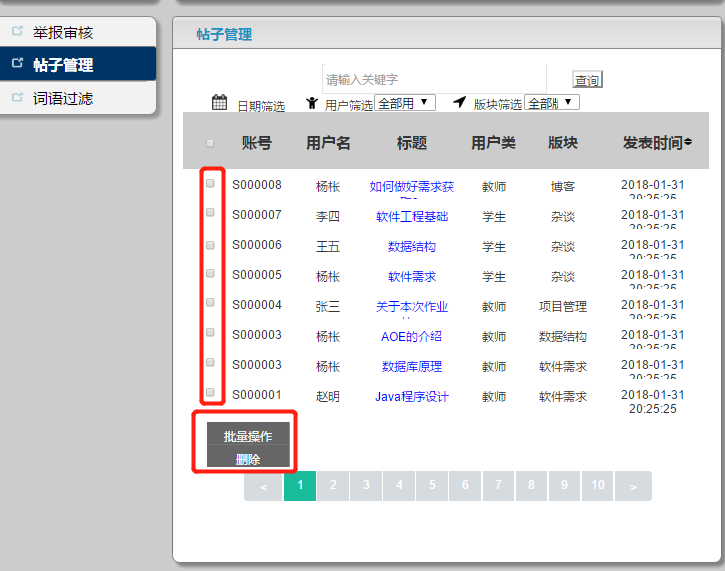 举报审核
帖子管理
词语过滤
帖子管理
请输入关键字 查询
日期筛选 用户筛选 全部用 版块筛选 全部版
账号 用户名 标题 用户类 版块 发表时间
S000008 杨枨 如何做好需求获 教师 博客 2018-01-31 20:25:25
S000007 李四 软件工程基础 学生 杂谈 2018-01-31 20:25:25
S000006 王五 数据结构 学生 杂谈 2018-01-31 20:25:25
S000005 杨枨 软件需求 学生 杂谈 2018-01-31 20:25:25
S000004 张三 关于本次作业 教师 项目管理 2018-01-31 20:25:25
S000003 杨枨 AOE的介绍 教师 数据结构 2018-01-31 20:25:25
S000003 杨枨 数据库原理 教师 软件需求 2018-01-31 20:25:25
S000001 赵明 Java程序设计 教师 软件需求 2018-01-31 20:25:25
批量操作
删除
< 1 2 3 4 5 6 7 8 9 10 >